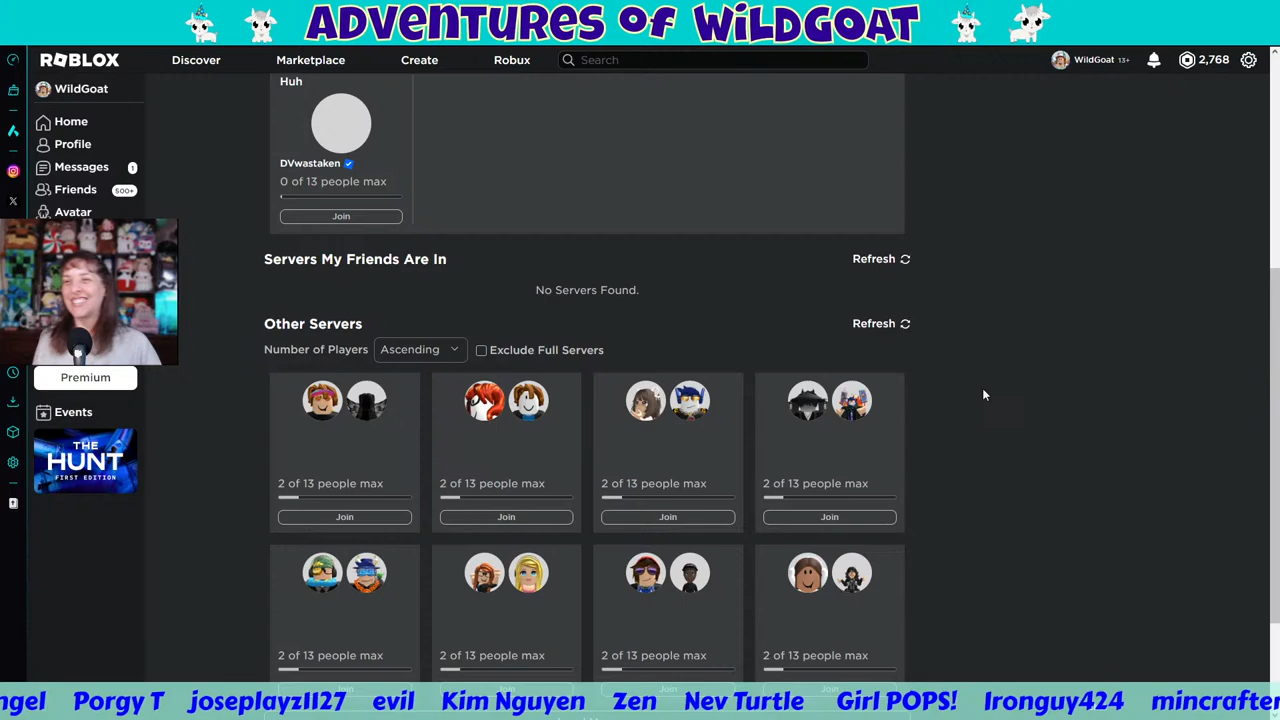 ADVENTURES OF WILDGOAT
ROBLOX Discover Marketplace Create Robux Search WildGoat 13+ 2,768
WildGoat
Home
Profile
Messages 1
Friends 500+
Avatar
Premium
Events
THE
HUNT
FIRST EDITION
Huh
DVwastaken
0 of 13 people max
Join
Servers My Friends Are In Refresh
No Servers Found.
Other Servers Refresh
Number of Players Ascending Exclude Full Servers
2 of 13 people max 2 of 13 people max 2 of 13 people max 2 of 13 people max
Join Join Join Join
2 of 13 people max 2 of 13 people max 2 of 13 people max 2 of 13 people max
Join Join Join Join
ngel Porgy T joseplayz1127 evil Kim Nguyen Zen Nev Turtle Girl POPS! Ironguy424 mincrafte